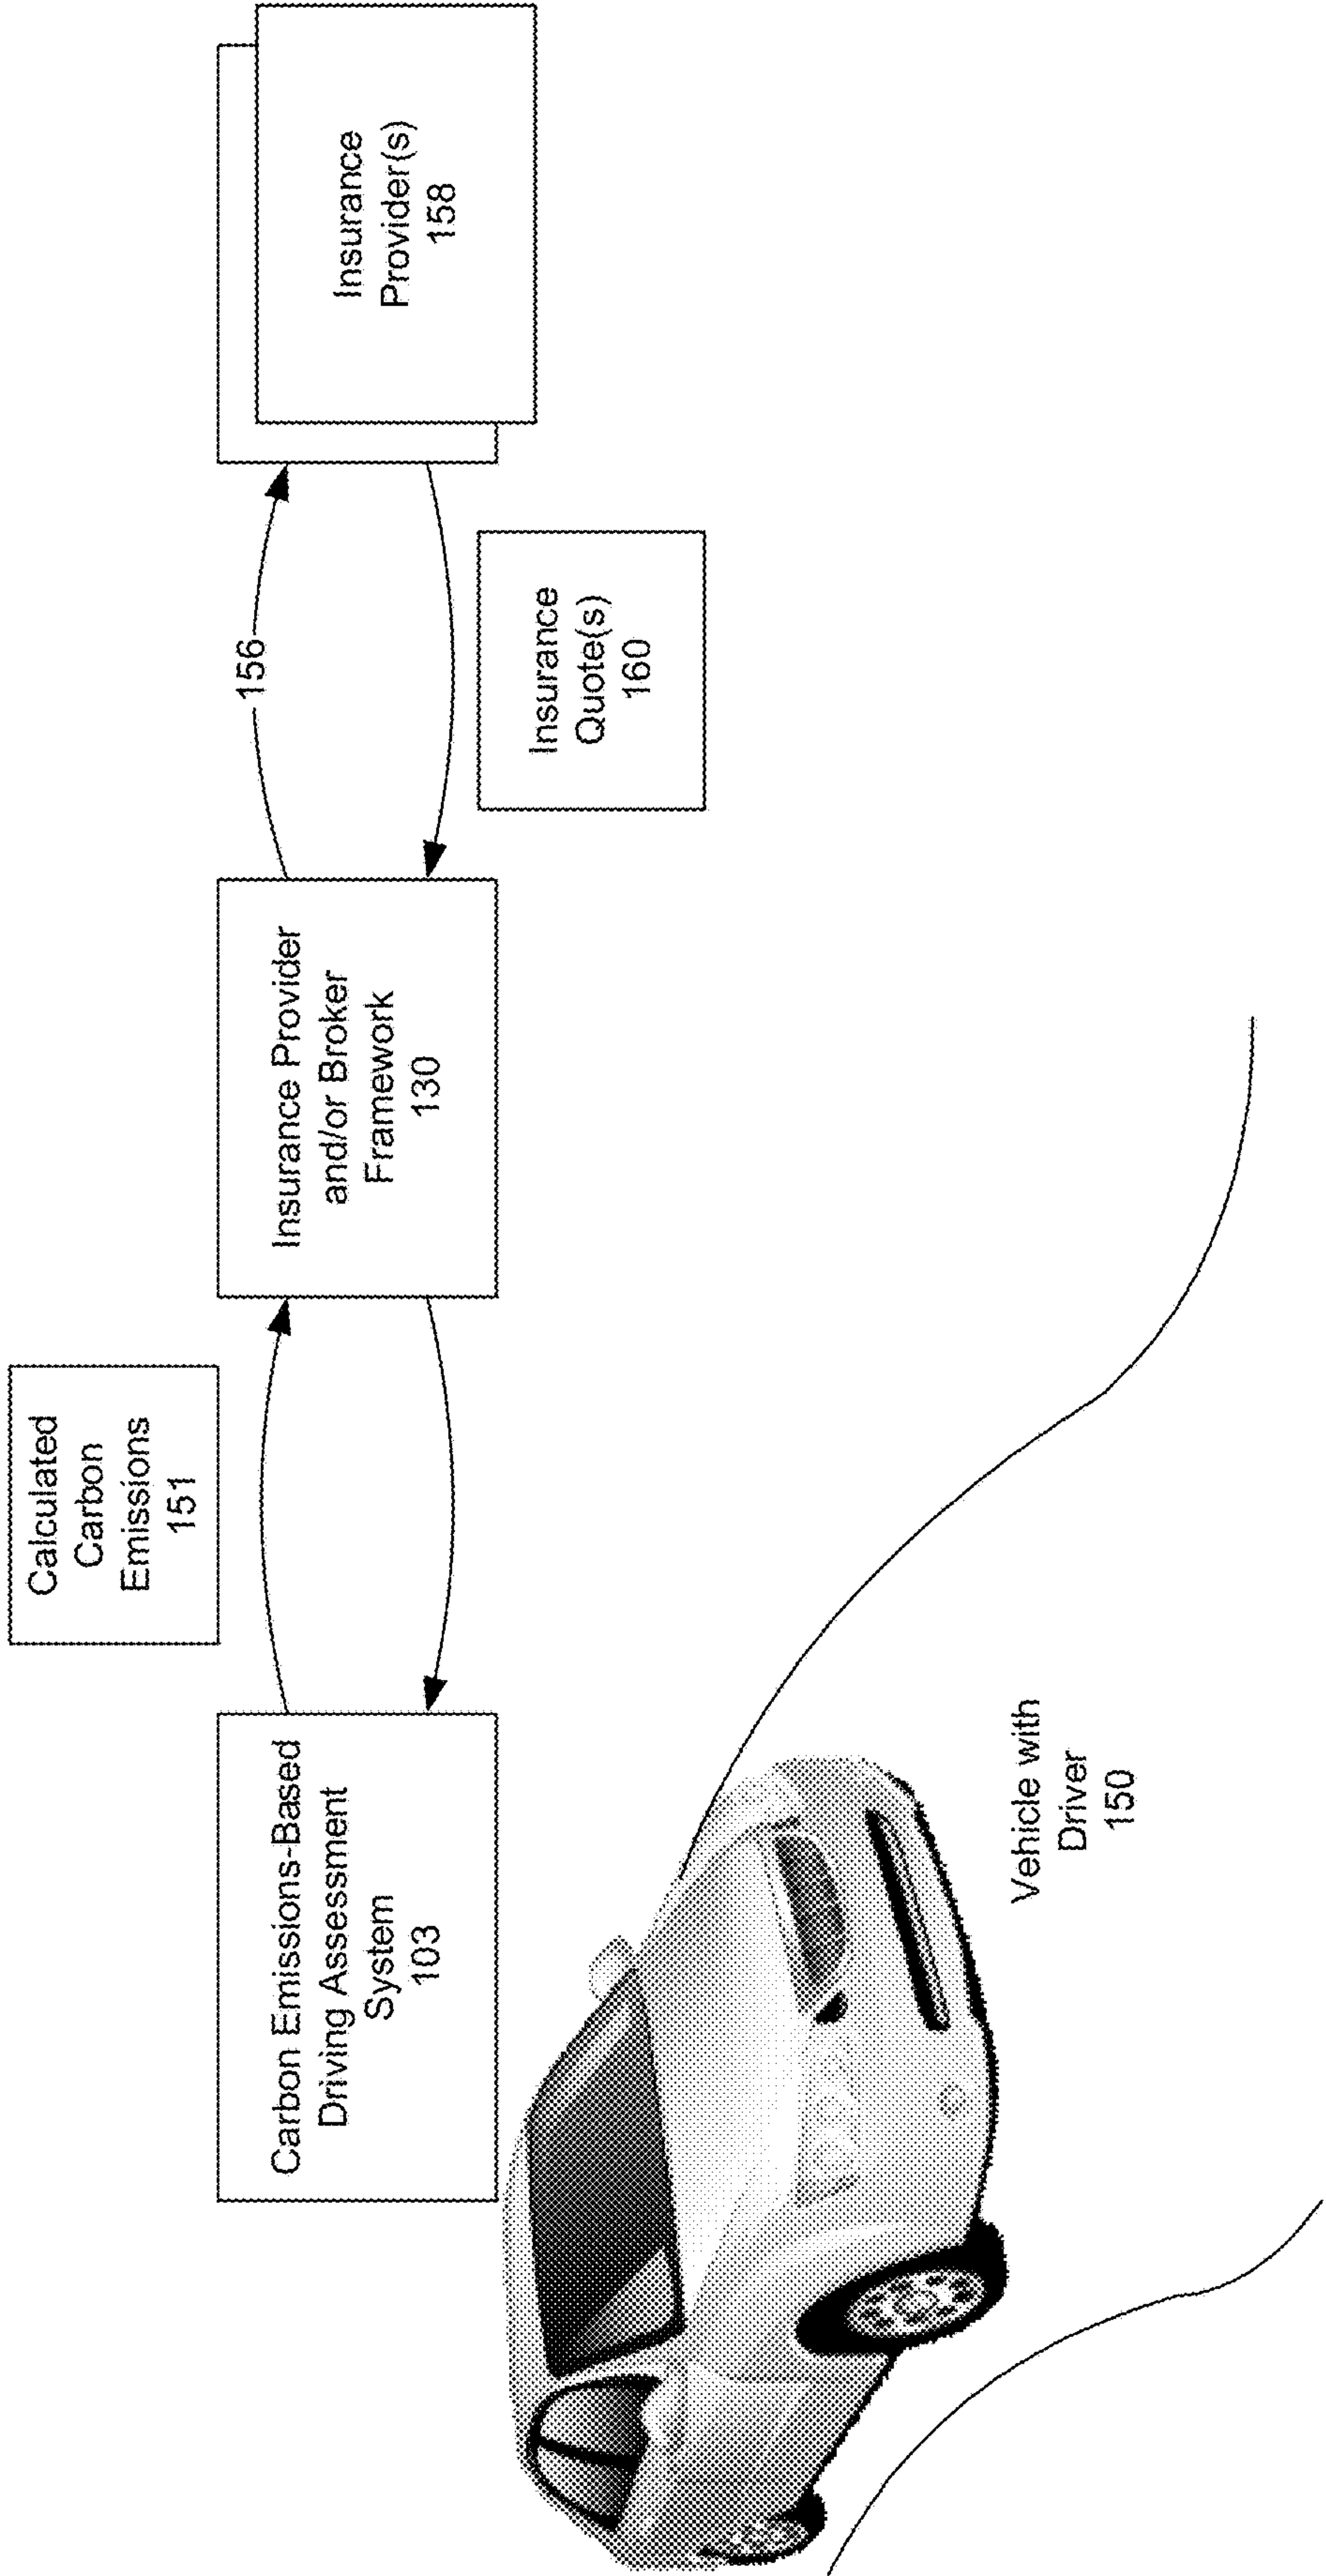 Calculated
Carbon
Emissions
151
Carbon Emissions-Based
Driving Assessment
System
103
Insurance Provider
and/or Broker
Framework
130
156
Insurance
Provider(s)
158
Insurance
Quote(s)
160
Vehicle with
Driver
150